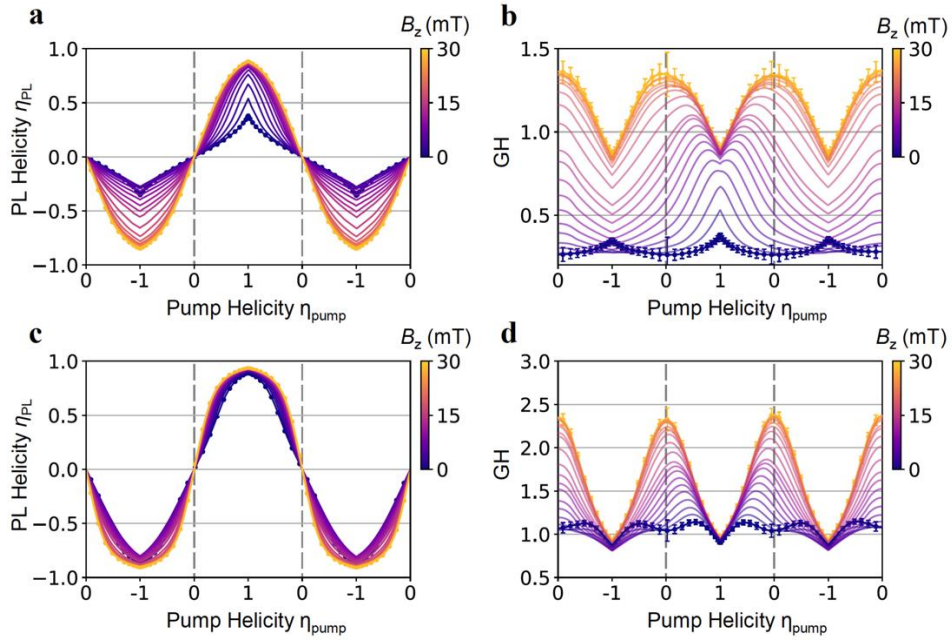 a
B_z (mT)
PL Helicity η_PL
1.0
0.5
0.0
−0.5
−1.0
0 -1 0 1 0 -1 0
Pump Helicity η_pump
30
15
0
b
B_z (mT)
GH
1.5
1.0
0.5
0 -1 0 1 0 -1 0
Pump Helicity η_pump
30
15
0
c
B_z (mT)
PL Helicity η_PL
1.0
0.5
0.0
−0.5
−1.0
0 -1 0 1 0 -1 0
Pump Helicity η_pump
30
15
0
d
B_z (mT)
GH
3.0
2.5
2.0
1.5
1.0
0.5
0 -1 0 1 0 -1 0
Pump Helicity η_pump
30
15
0